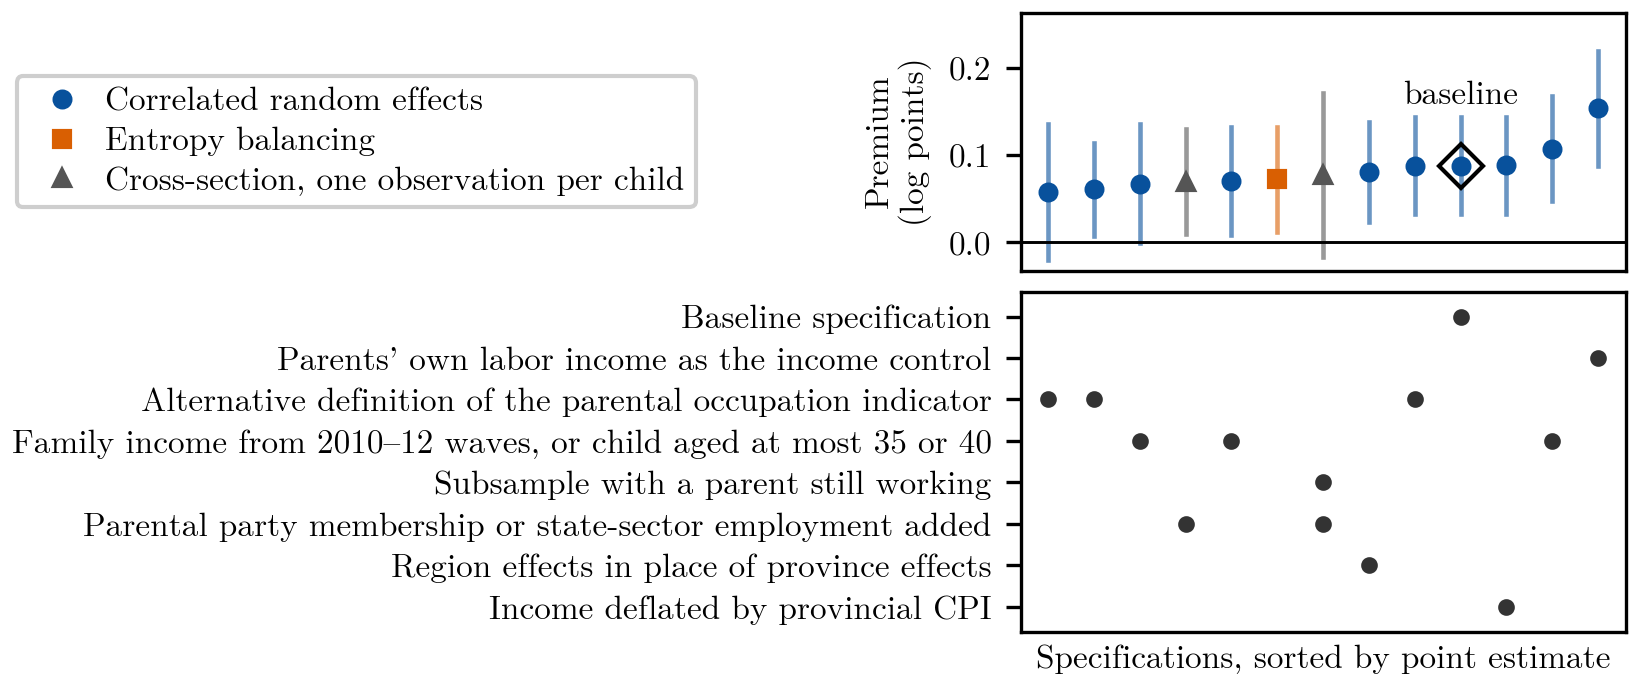 Correlated random effects
Entropy balancing
Cross-section, one observation per child
Premium
(log points)
0.2
0.1
0.0
baseline
Baseline specification
Parents' own labor income as the income control
Alternative definition of the parental occupation indicator
Family income from 2010–12 waves, or child aged at most 35 or 40
Subsample with a parent still working
Parental party membership or state-sector employment added
Region effects in place of province effects
Income deflated by provincial CPI
Specifications, sorted by point estimate